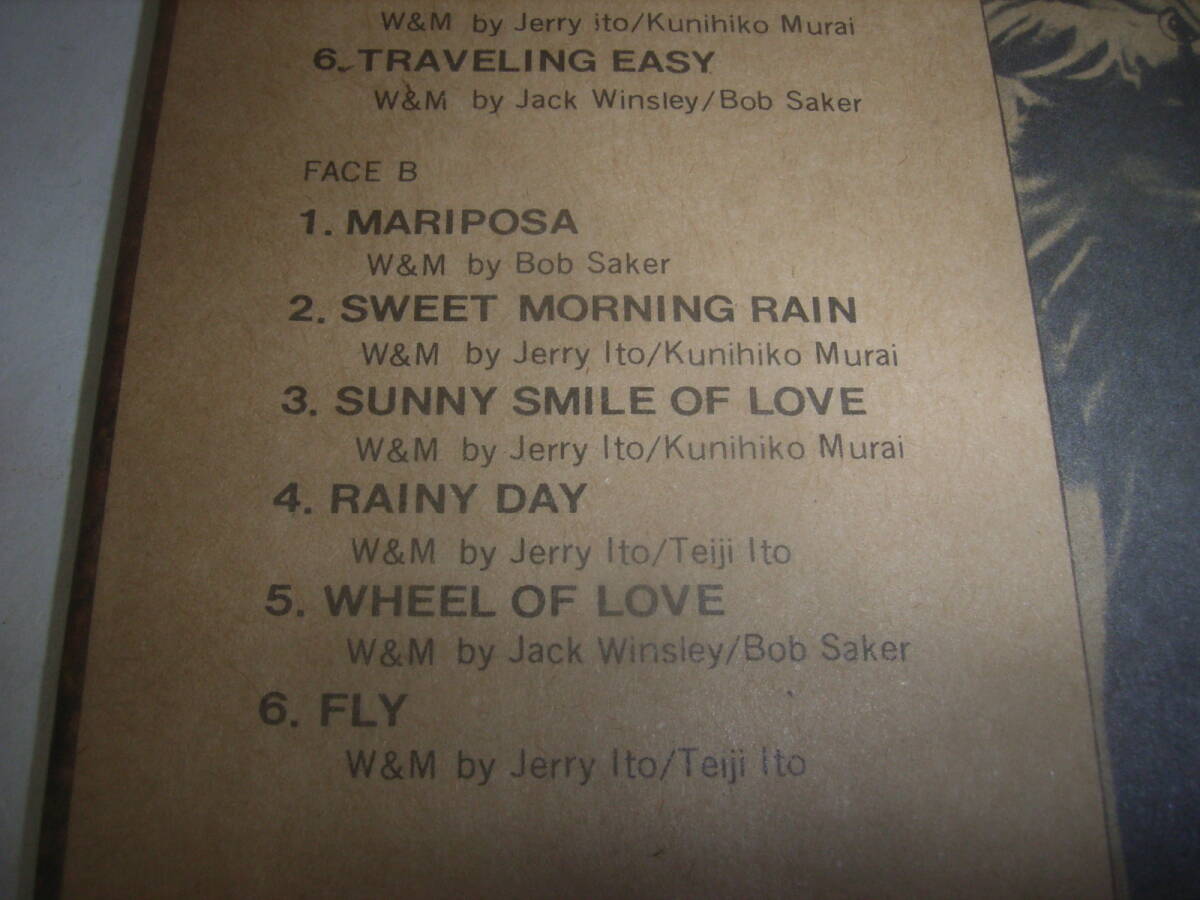 W&M by Jerry Ito/Kunihiko Murai
6. TRAVELING EASY
W&M by Jack Winsley/Bob Saker
FACE B
1. MARIPOSA
W&M by Bob Saker
2. SWEET MORNING RAIN
W&M by Jerry Ito/Kunihiko Murai
3. SUNNY SMILE OF LOVE
W&M by Jerry Ito/Kunihiko Murai
4. RAINY DAY
W&M by Jerry Ito/Teiji Ito
5. WHEEL OF LOVE
W&M by Jack Winsley/Bob Saker
6. FLY
W&M by Jerry Ito/Teiji Ito